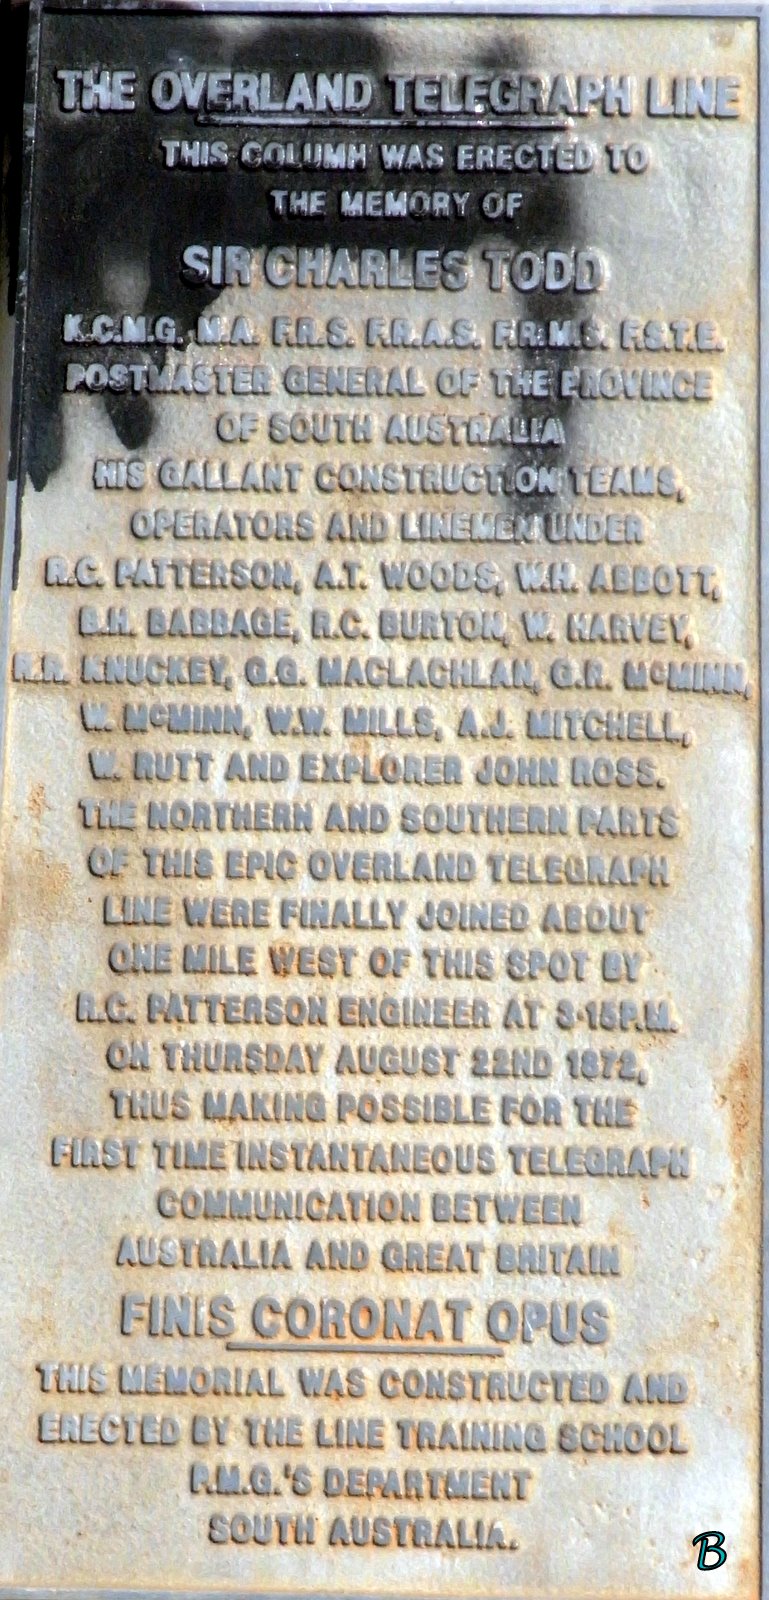 THE OVERLAND TELEGRAPH LINE
THIS COLUMN WAS ERECTED TO
THE MEMORY OF
SIR CHARLES TODD
K.C.M.G. M.A. F.R.S. F.R.A.S. F.R.M.S. F.S.T.E.
POSTMASTER GENERAL OF THE PROVINCE
OF SOUTH AUSTRALIA
HIS GALLANT CONSTRUCTION TEAMS,
OPERATORS AND LINEMEN UNDER
R.C. PATTERSON, A.T. WOODS, W.H. ABBOTT,
B.H. BABBAGE, R.C. BURTON, W. HARVEY,
R.R. KNUCKEY, G.G. MACLACHLAN, G.R. McMINN,
W. McMINN, W.W. MILLS, A.J. MITCHELL,
W. RUTT AND EXPLORER JOHN ROSS.
THE NORTHERN AND SOUTHERN PARTS
OF THIS EPIC OVERLAND TELEGRAPH
LINE WERE FINALLY JOINED ABOUT
ONE MILE WEST OF THIS SPOT BY
R.C. PATTERSON ENGINEER AT 3·15P.M.
ON THURSDAY AUGUST 22ND 1872,
THUS MAKING POSSIBLE FOR THE
FIRST TIME INSTANTANEOUS TELEGRAPH
COMMUNICATION BETWEEN
AUSTRALIA AND GREAT BRITAIN
FINIS CORONAT OPUS
THIS MEMORIAL WAS CONSTRUCTED AND
ERECTED BY THE LINE TRAINING SCHOOL
P.M.G.'S DEPARTMENT
SOUTH AUSTRALIA.
B